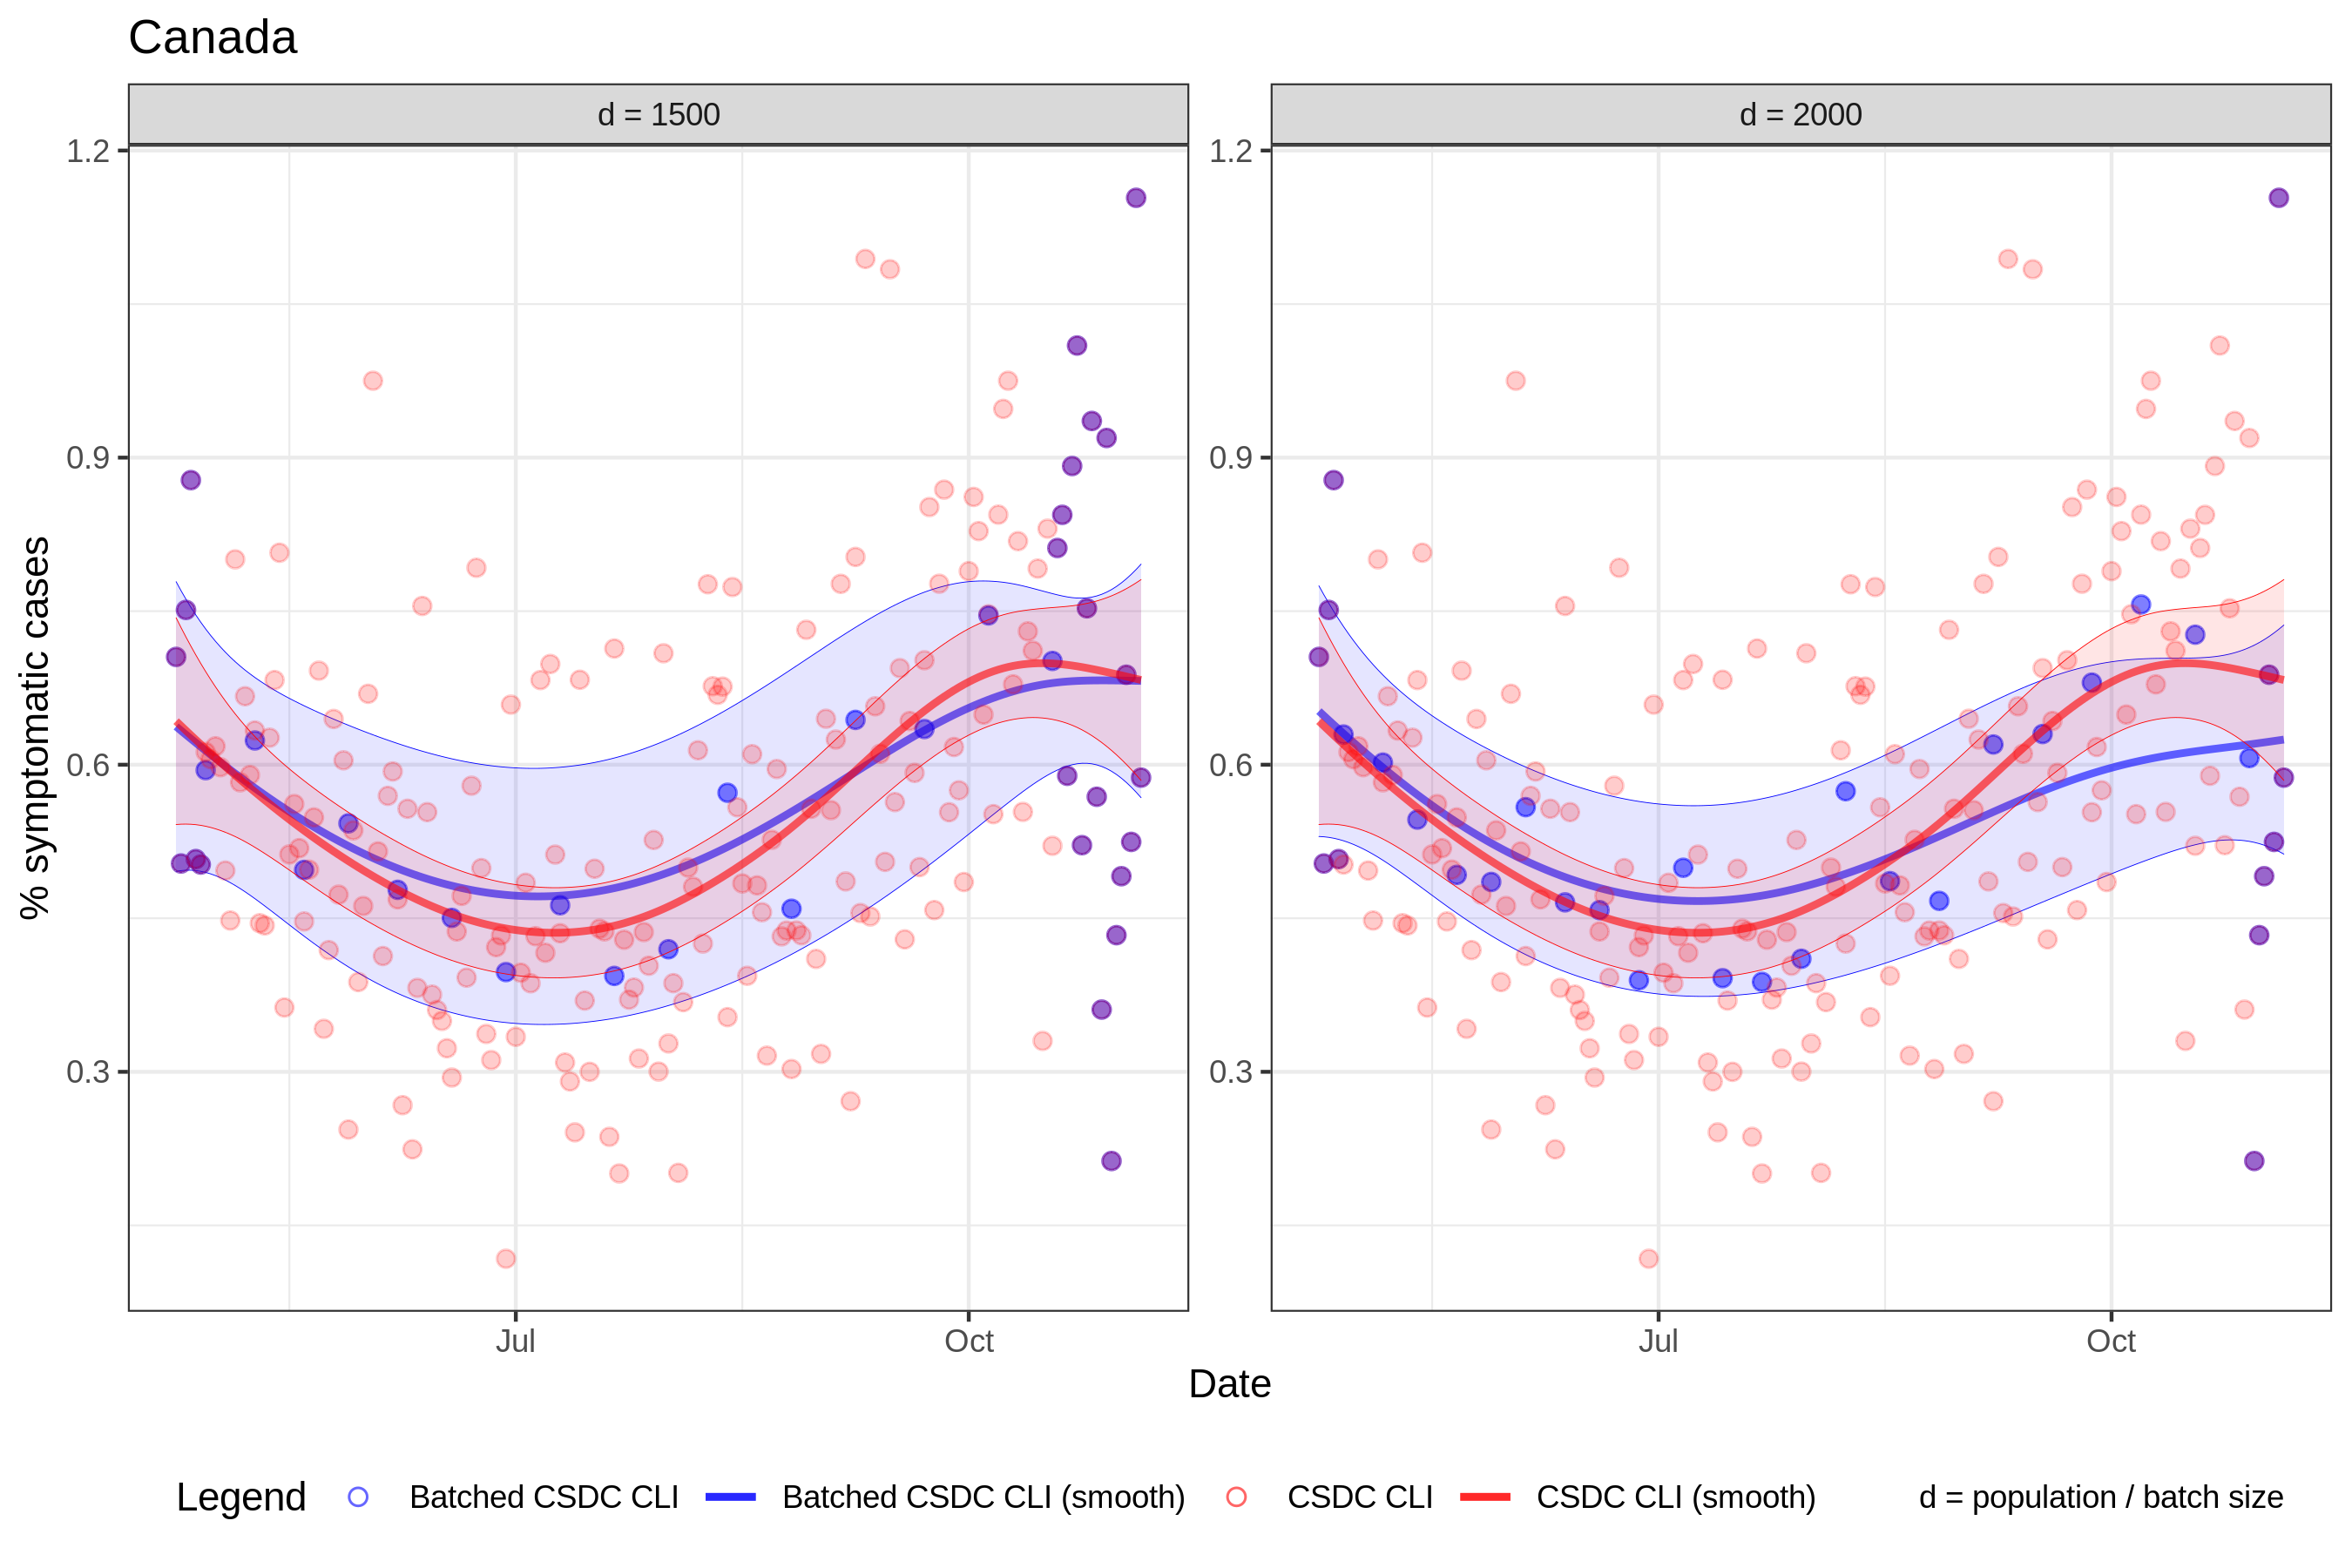 Canada
d = 1500
d = 2000
% symptomatic cases
1.2
0.9
0.6
0.3
1.2
0.9
0.6
0.3
Jul
Oct
Jul
Oct
Date
Legend
Batched CSDC CLI
Batched CSDC CLI (smooth)
CSDC CLI
CSDC CLI (smooth)
d = population / batch size